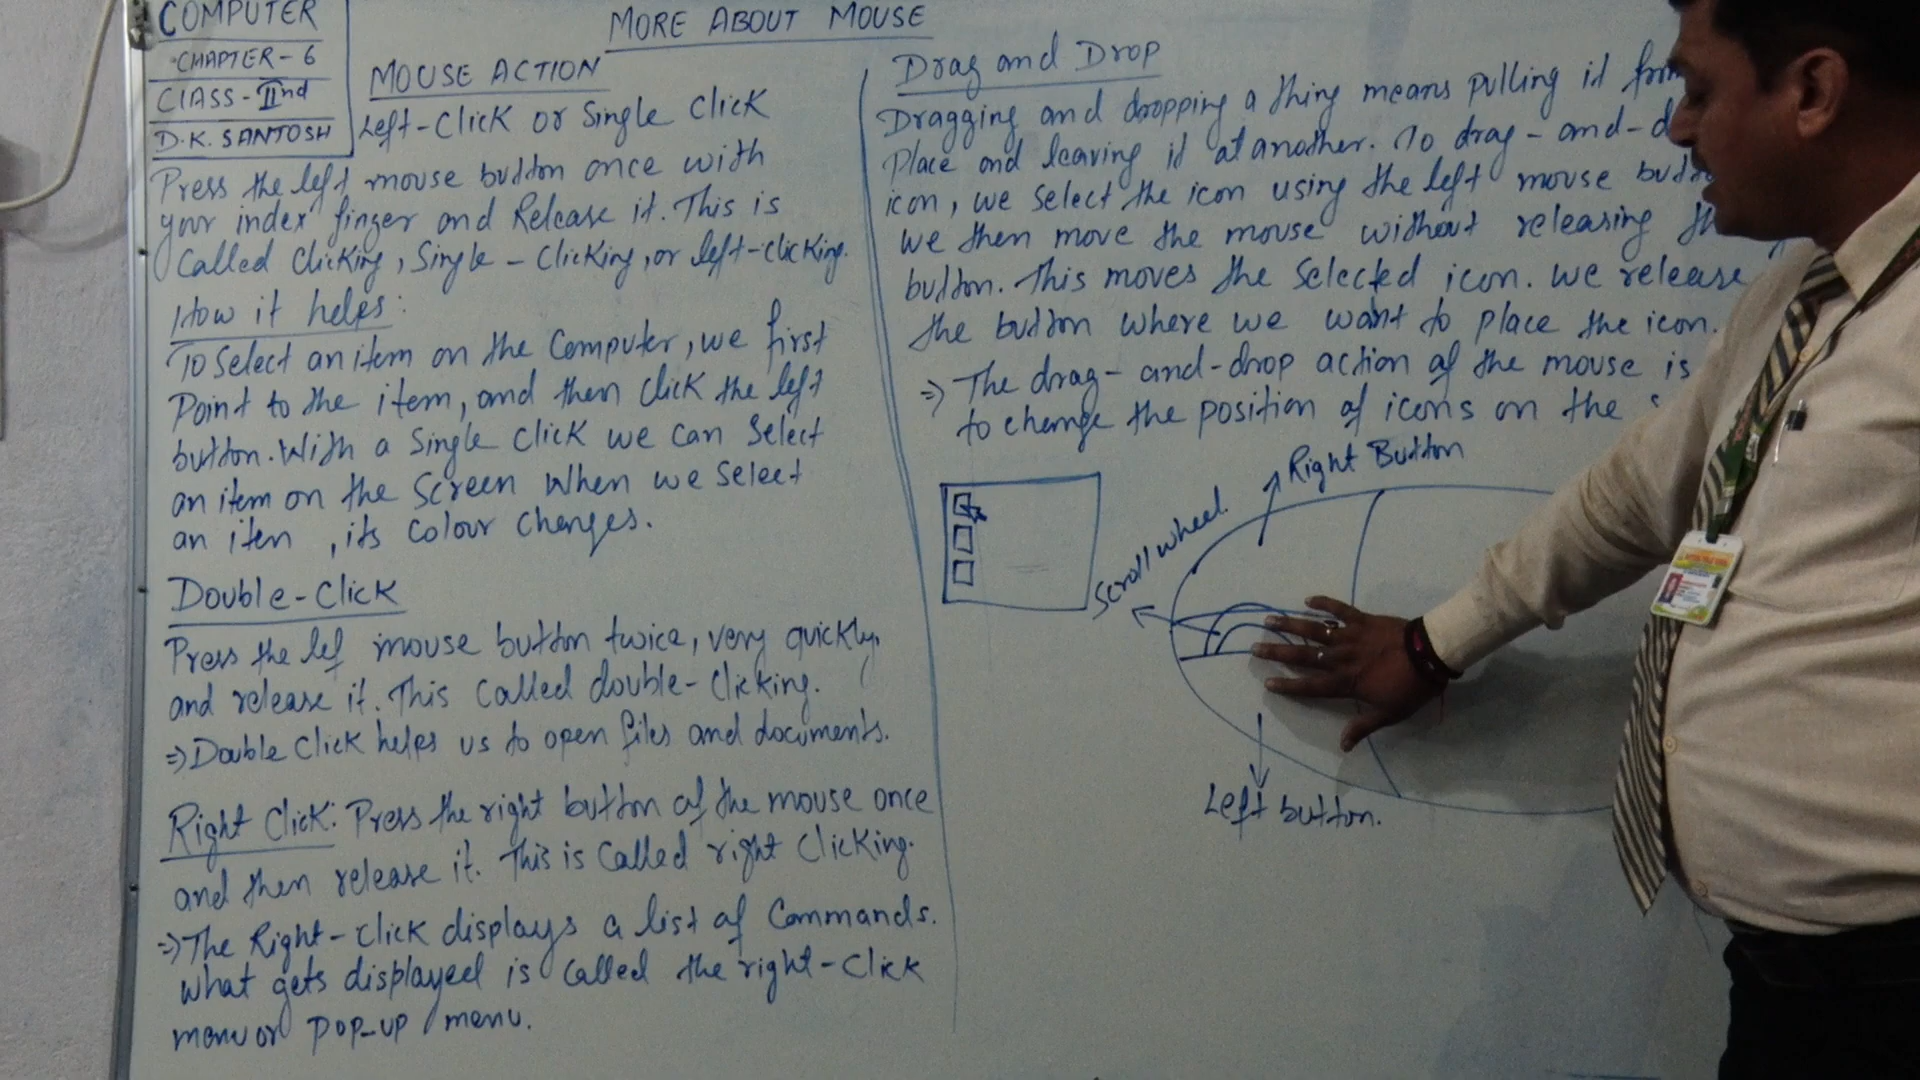 COMPUTER
CHAPTER-6
CLASS-IInd
D.K. SANTOSH
MORE ABOUT MOUSE
MOUSE ACTION
Left-Click or Single Click
Press the left mouse button once with
your index finger and Release it. This is
Called Clicking, Single-Clicking, or left-clicking.
How it helps:
To Select an item on the Computer, we first
Point to the item, and then Click the left
button. With a Single Click we can Select
an item on the Screen When we select
an iten , its Colour Changes.
Double-Click
Press the lef mouse button twice, very quickly,
and release it. This Called double-Clicking.
⇒ Double Click helps us to open files and documents.
Right Click: Press the right button of the mouse once
and then release it. This is Called right Clicking.
⇒ The Right-Click displays a list of Commands.
what gets displayed is Called the right-Click
menu or Pop-up menu.
Drag and Drop
Dragging and dropping a thing means pulling it from
Place and leaving it at another. To drag-and-d
icon, we Select the icon using the left mouse
We then move the mouse without releasing
button. This moves the Selected icon. we release
the button where we want to place the icon.
⇒ The drag-and-drop action of the mouse is
to change the position of icons on the
Right Button
Scroll wheel.
Left button.